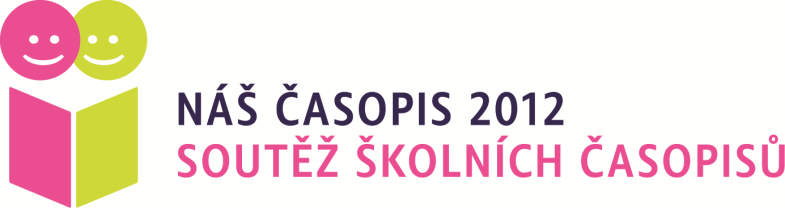 NÁŠ ČASOPIS 2012
SOUTĚŽ ŠKOLNÍCH ČASOPISŮ